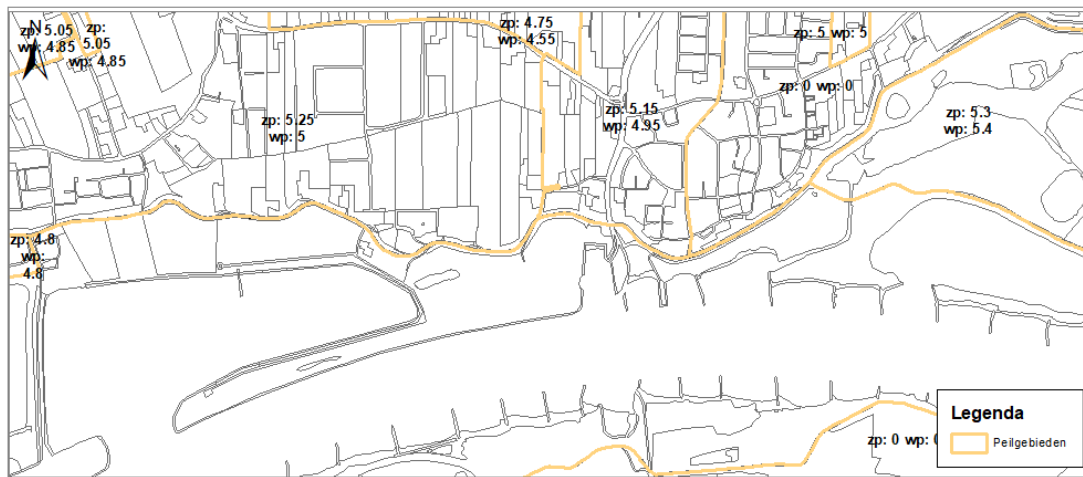 N
zp: 5.05
wp: 4.85
zp:
5.05
wp: 4.85
zp: 4.75
wp: 4.55
zp: 5 wp: 5
zp: 0 wp: 0
zp: 5.25
wp: 5
zp: 5.15
wp: 4.95
zp: 5.3
wp: 5.4
zp: 4.8
wp:
4.8
zp: 0 wp: 0
Legenda
Peilgebieden